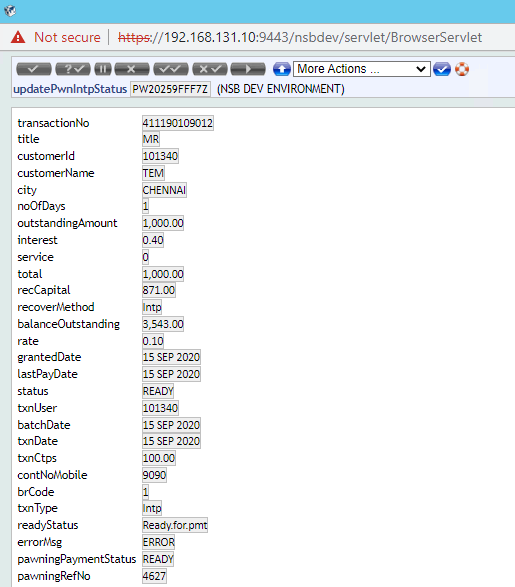 Not secure | https://192.168.131.10:9443/nsbdev/servlet/BrowserServlet
More Actions ...
updatePwnIntpStatus PW20259FFF7Z (NSB DEV ENVIRONMENT)
transactionNo 411190109012
title MR
customerId 101340
customerName TEM
city CHENNAI
noOfDays 1
outstandingAmount 1,000.00
interest 0.40
service 0
total 1,000.00
recCapital 871.00
recoverMethod Intp
balanceOutstanding 3,543.00
rate 0.10
grantedDate 15 SEP 2020
lastPayDate 15 SEP 2020
status READY
txnUser 101340
batchDate 15 SEP 2020
txnDate 15 SEP 2020
txnCtps 100.00
contNoMobile 9090
brCode 1
txnType Intp
readyStatus Ready.for.pmt
errorMsg ERROR
pawningPaymentStatus READY
pawningRefNo 4627